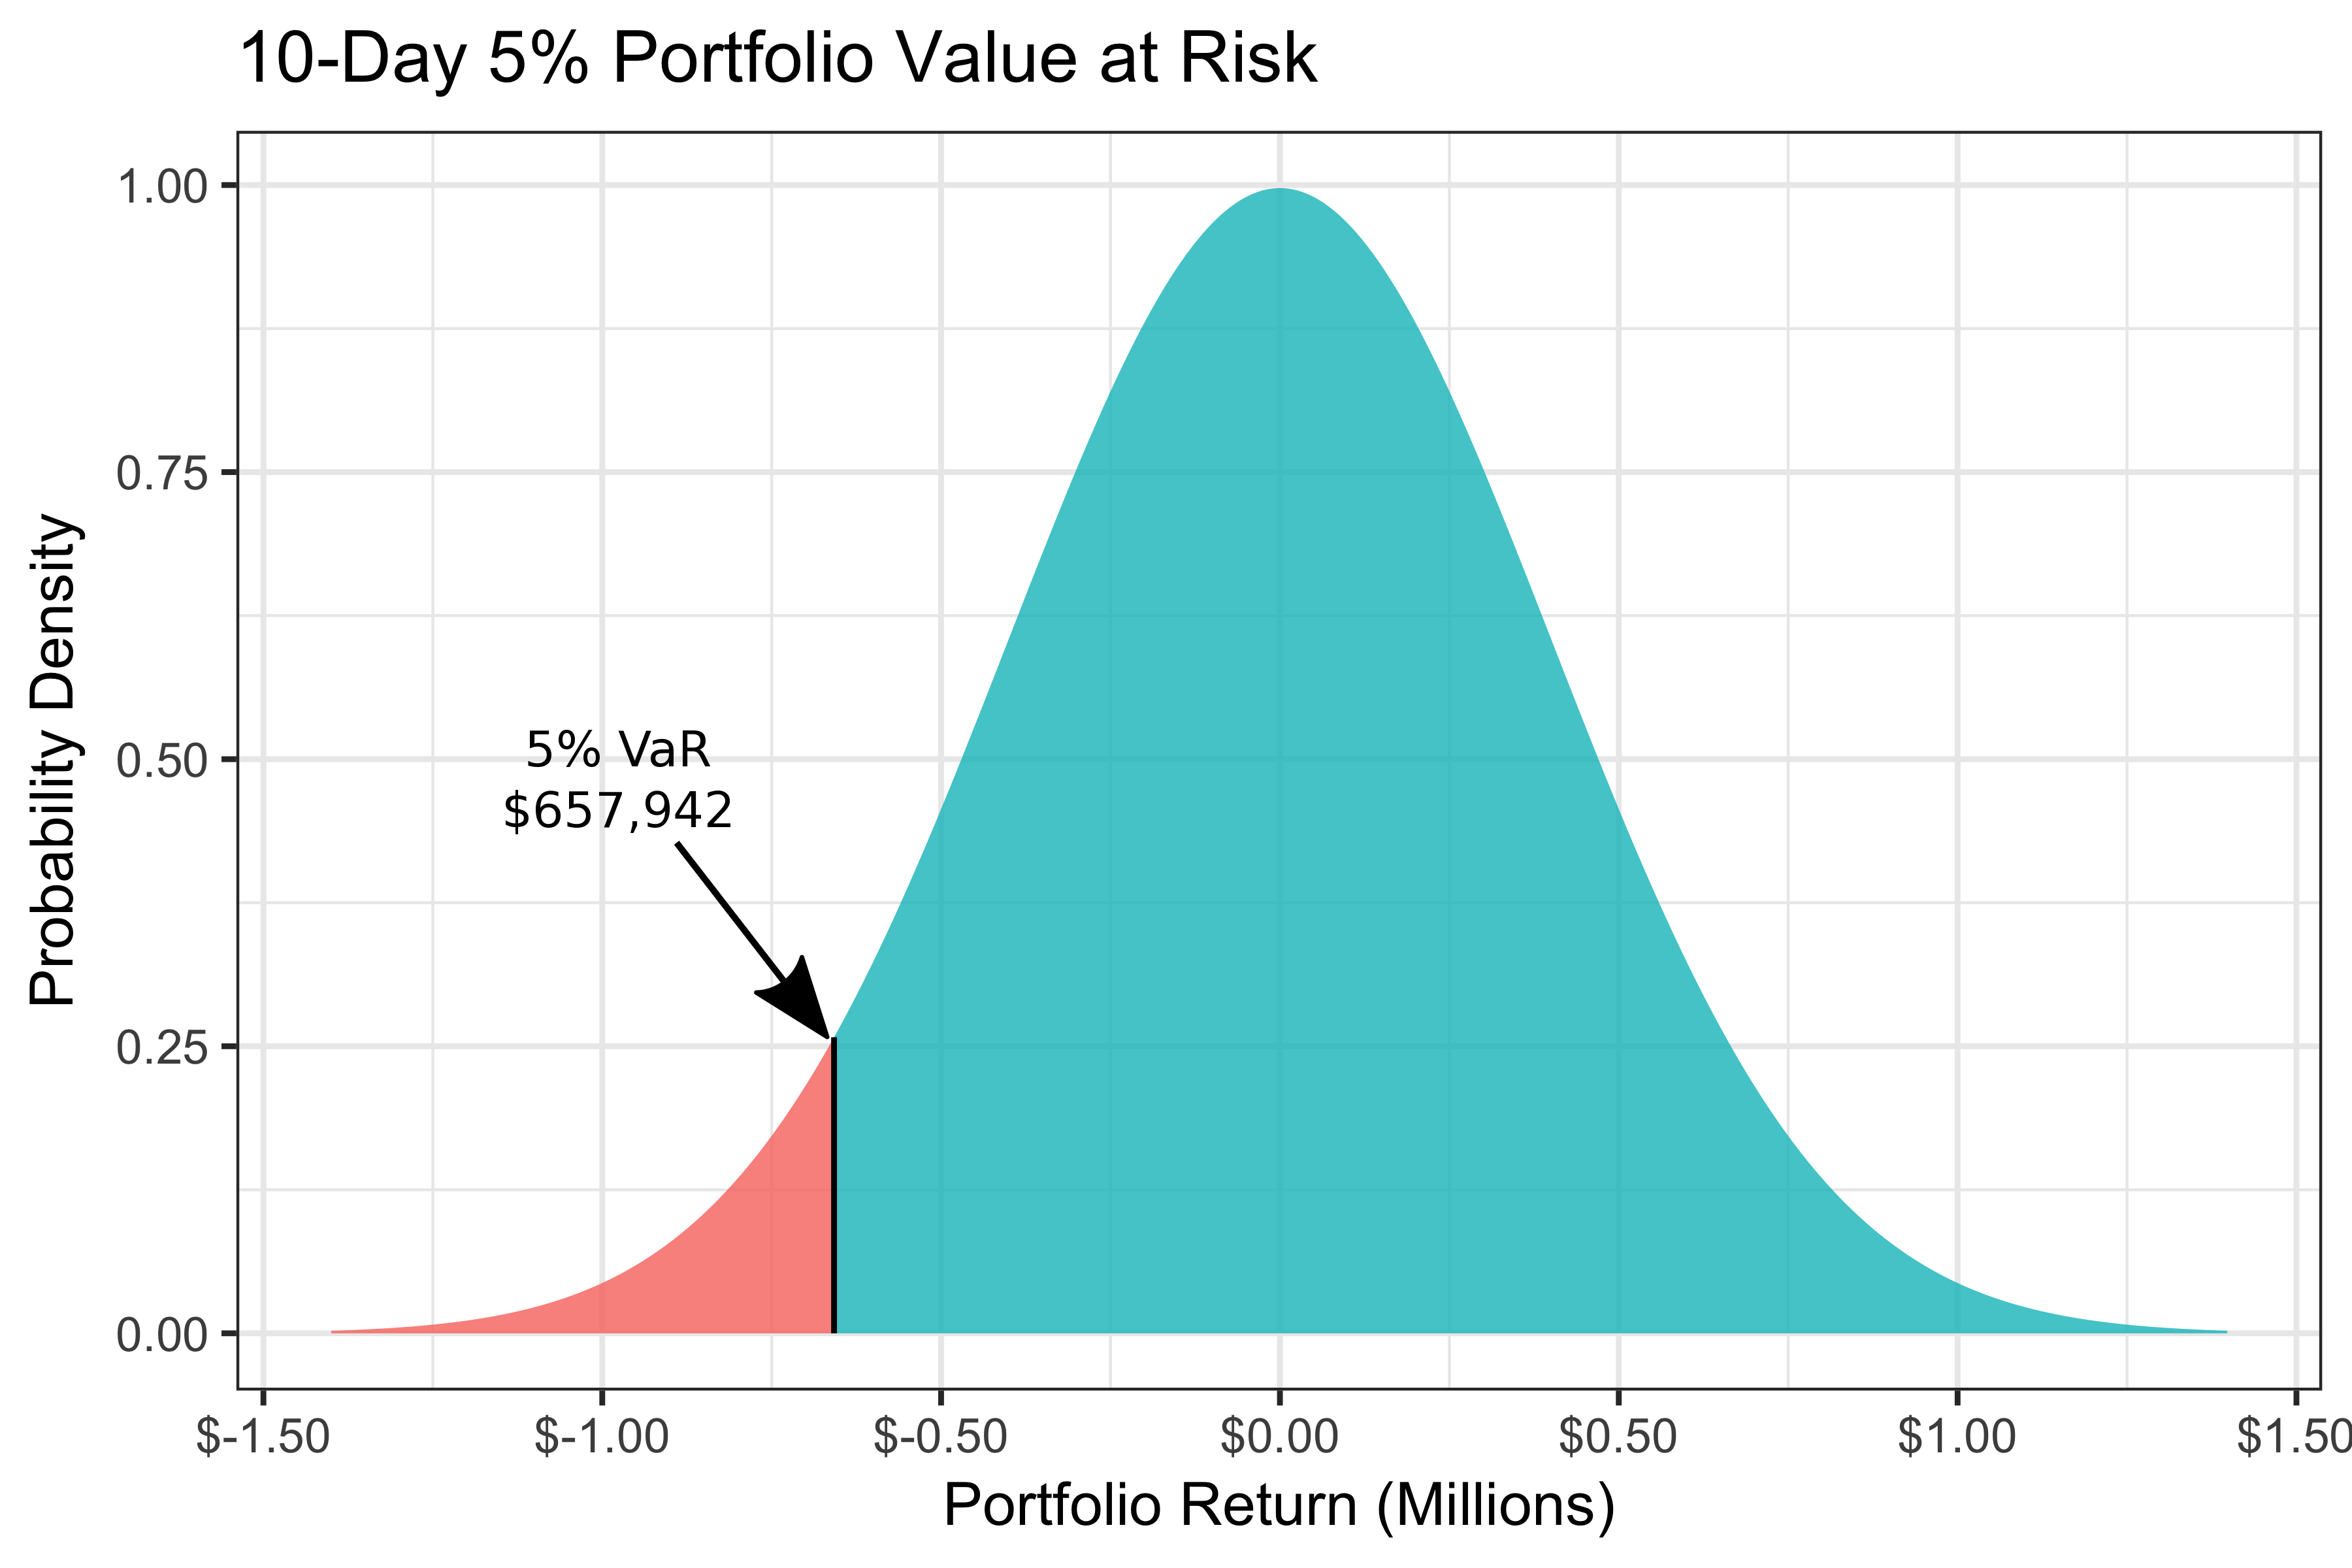 10-Day 5% Portfolio Value at Risk
Probability Density
1.00
0.75
0.50
0.25
0.00
5% VaR
$657,942
$-1.50 $-1.00 $-0.50 $0.00 $0.50 $1.00 $1.50
Portfolio Return (Millions)